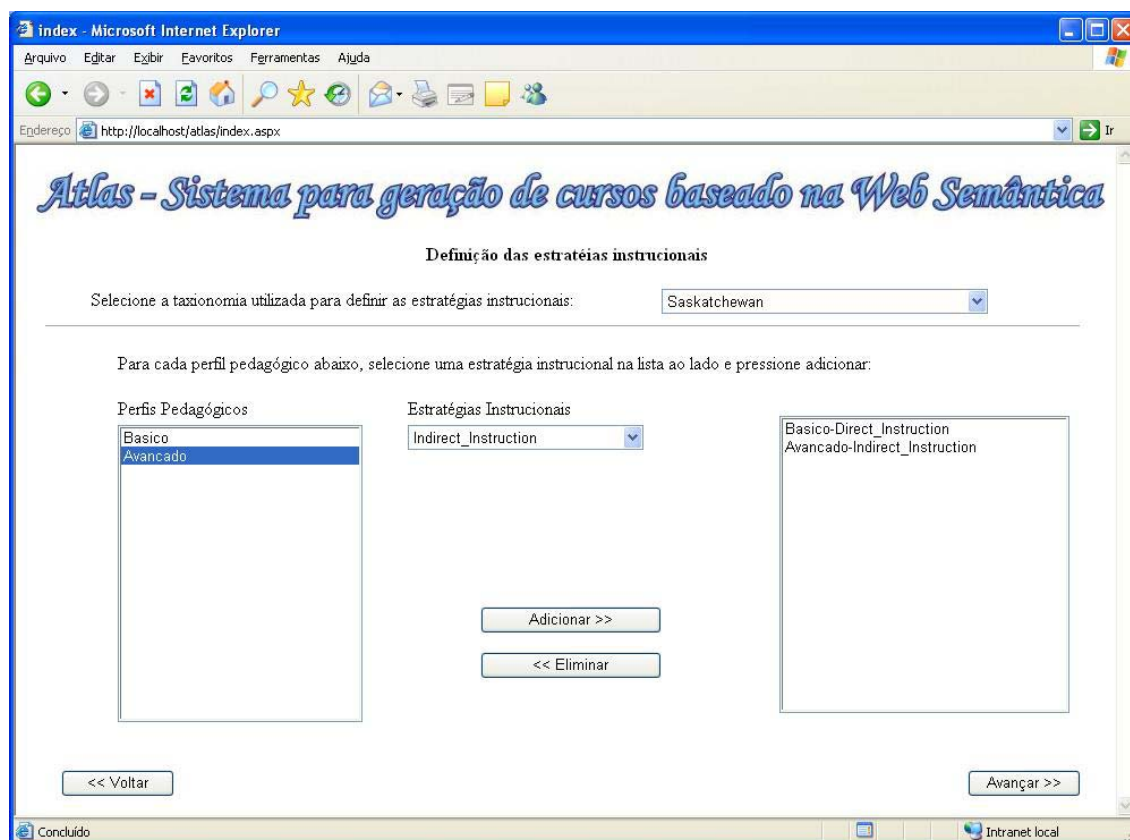 index - Microsoft Internet Explorer
Arquivo Editar Exibir Favoritos Ferramentas Ajuda
Endereço http://localhost/atlas/index.aspx Ir
Atlas - Sistema para geração de cursos baseado na Web Semântica
Definição das estratéias instrucionais
Selecione a taxionomia utilizada para definir as estratégias instrucionais: Saskatchewan
Para cada perfil pedagógico abaixo, selecione uma estratégia instrucional na lista ao lado e pressione adicionar:
Perfis Pedagógicos Estratégias Instrucionais
Basico Indirect_Instruction Basico-Direct_Instruction
Avancado Avancado-Indirect_Instruction
Adicionar >>
<< Eliminar
<< Voltar Avançar >>
Concluído Intranet local